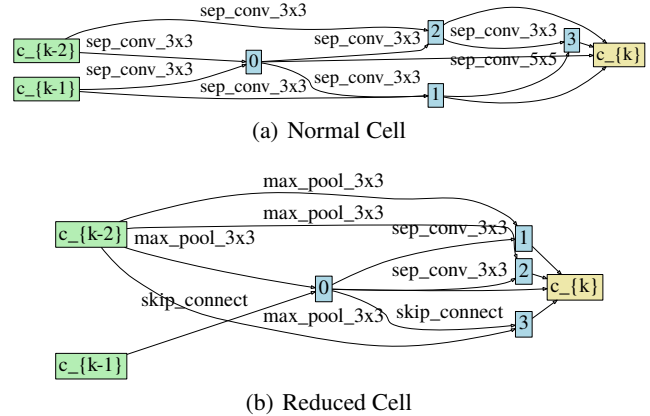 sep_conv_3x3
c_{k-2}
2
sep_conv_3x3
sep_conv_3x3
sep_conv_3x3
3
c_{k}
sep_conv_3x3
0
sep_conv_5x5
c_{k-1}
sep_conv_3x3
sep_conv_3x3
1
(a) Normal Cell
max_pool_3x3
c_{k-2}
max_pool_3x3
max_pool_3x3
sep_conv_3x3
1
sep_conv_3x3
2
0
c_{k}
skip_connect
max_pool_3x3
skip_connect
3
c_{k-1}
(b) Reduced Cell